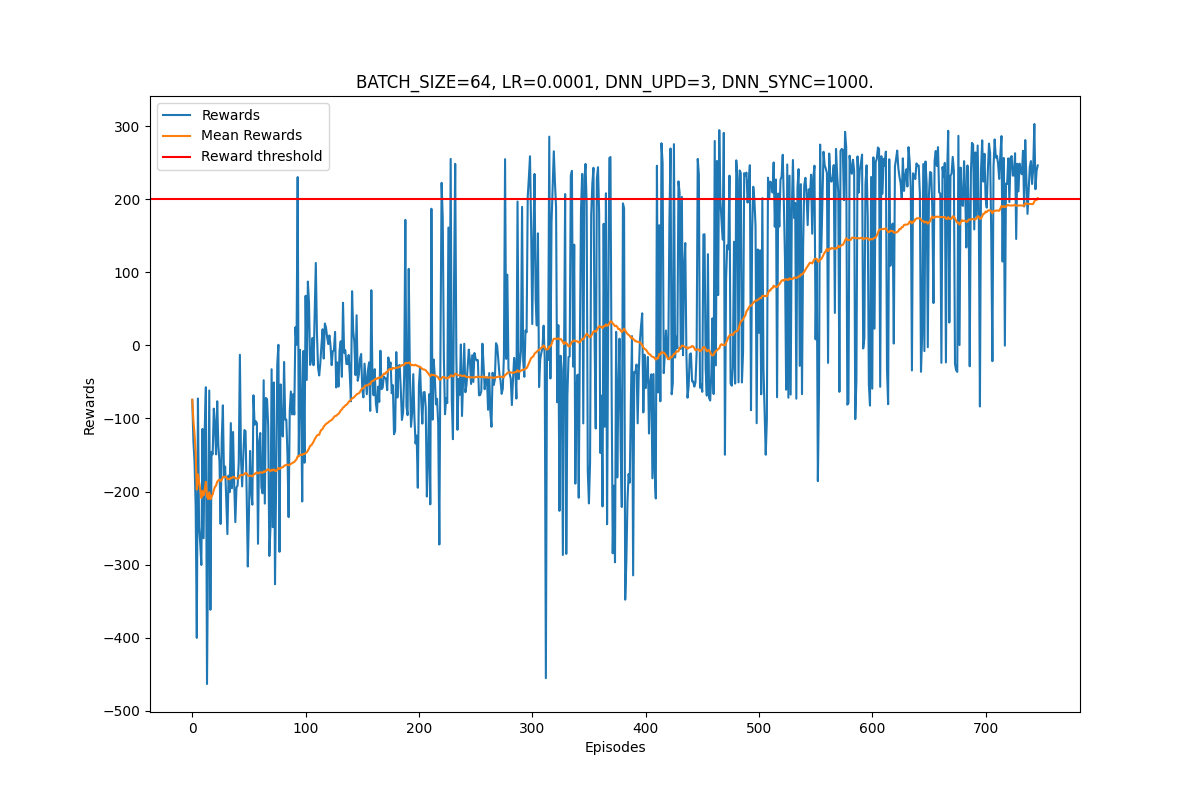 BATCH_SIZE=64, LR=0.0001, DNN_UPD=3, DNN_SYNC=1000.
Rewards
Mean Rewards
Reward threshold
300
200
100
0
−100
−200
−300
−400
−500
Rewards
0 100 200 300 400 500 600 700
Episodes